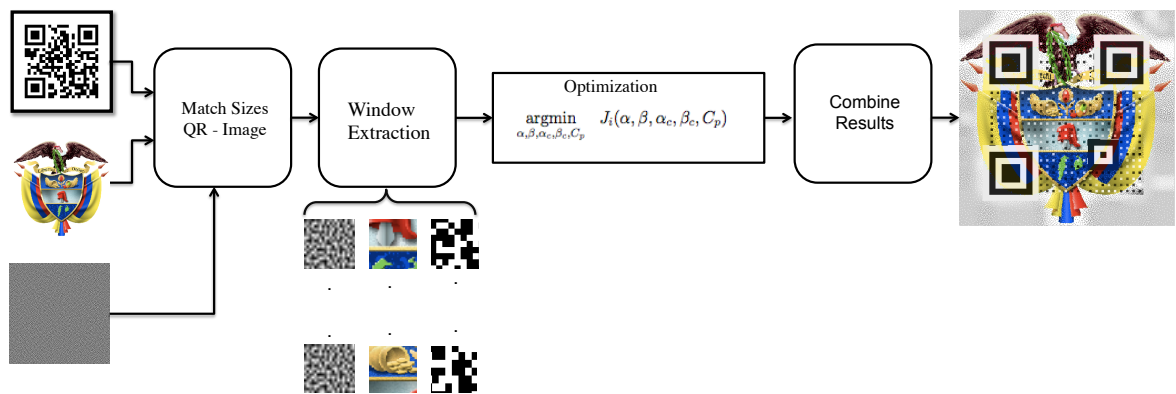 Match Sizes
QR - Image
Window
Extraction
Optimization
argmin J_i(α, β, α_c, β_c, C_p)
α,β,α_c,β_c,C_p
Combine
Results